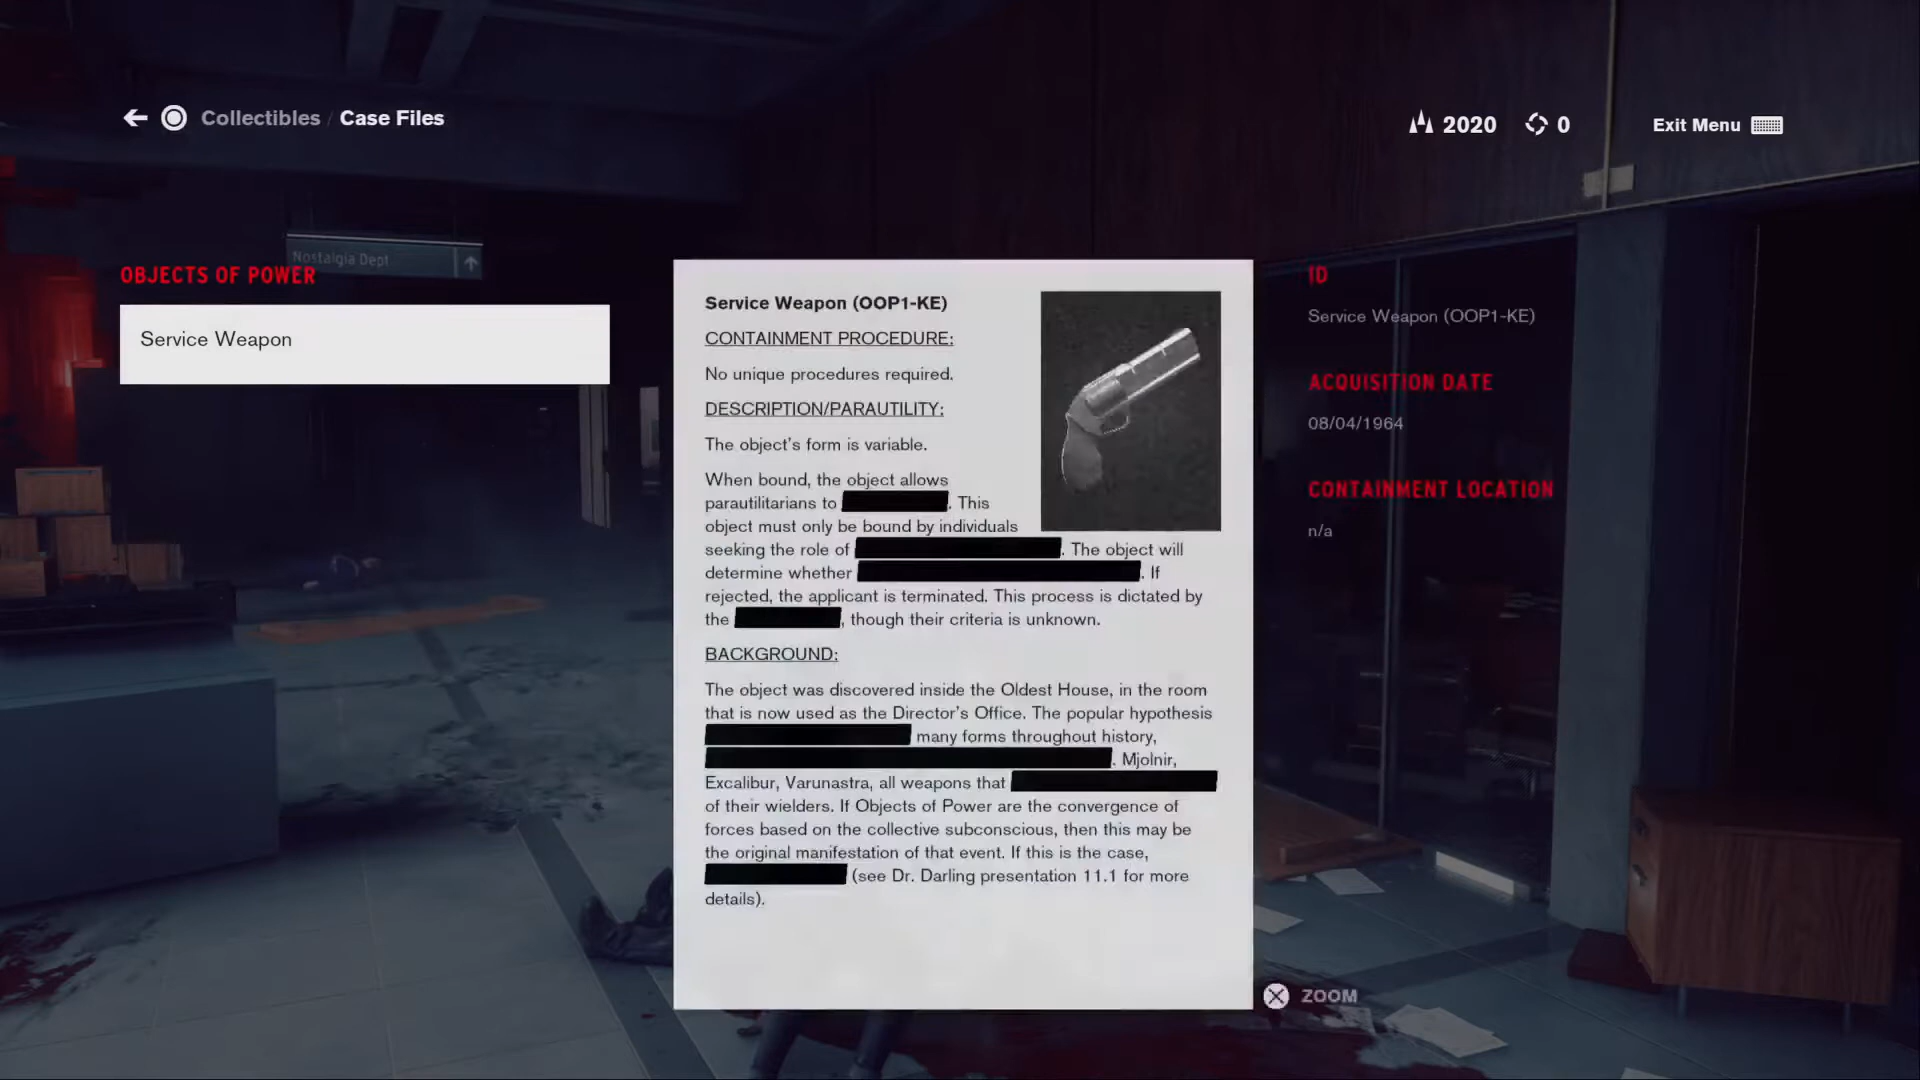 Collectibles / Case Files
2020
0
Exit Menu
Nostalgia Dept
OBJECTS OF POWER
Service Weapon
Service Weapon (OOP1-KE)
CONTAINMENT PROCEDURE:
No unique procedures required.
DESCRIPTION/PARAUTILITY:
The object's form is variable.
When bound, the object allows
parautilitarians to . This
object must only be bound by individuals
seeking the role of . The object will
determine whether . If
rejected, the applicant is terminated. This process is dictated by
the , though their criteria is unknown.
BACKGROUND:
The object was discovered inside the Oldest House, in the room
that is now used as the Director's Office. The popular hypothesis
many forms throughout history,
. Mjolnir,
Excalibur, Varunastra, all weapons that
of their wielders. If Objects of Power are the convergence of
forces based on the collective subconscious, then this may be
the original manifestation of that event. If this is the case,
(see Dr. Darling presentation 11.1 for more
details).
ID
Service Weapon (OOP1-KE)
ACQUISITION DATE
08/04/1964
CONTAINMENT LOCATION
n/a
ZOOM